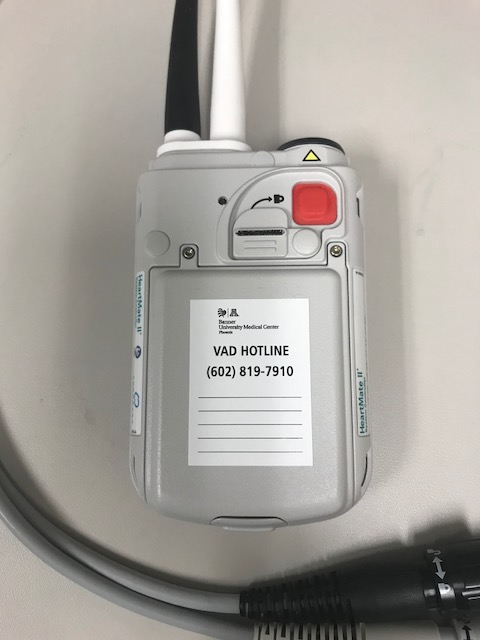 Banner
University Medical Center
Phoenix
VAD HOTLINE
(602) 819-7910
HeartMate II®
HeartMate II®